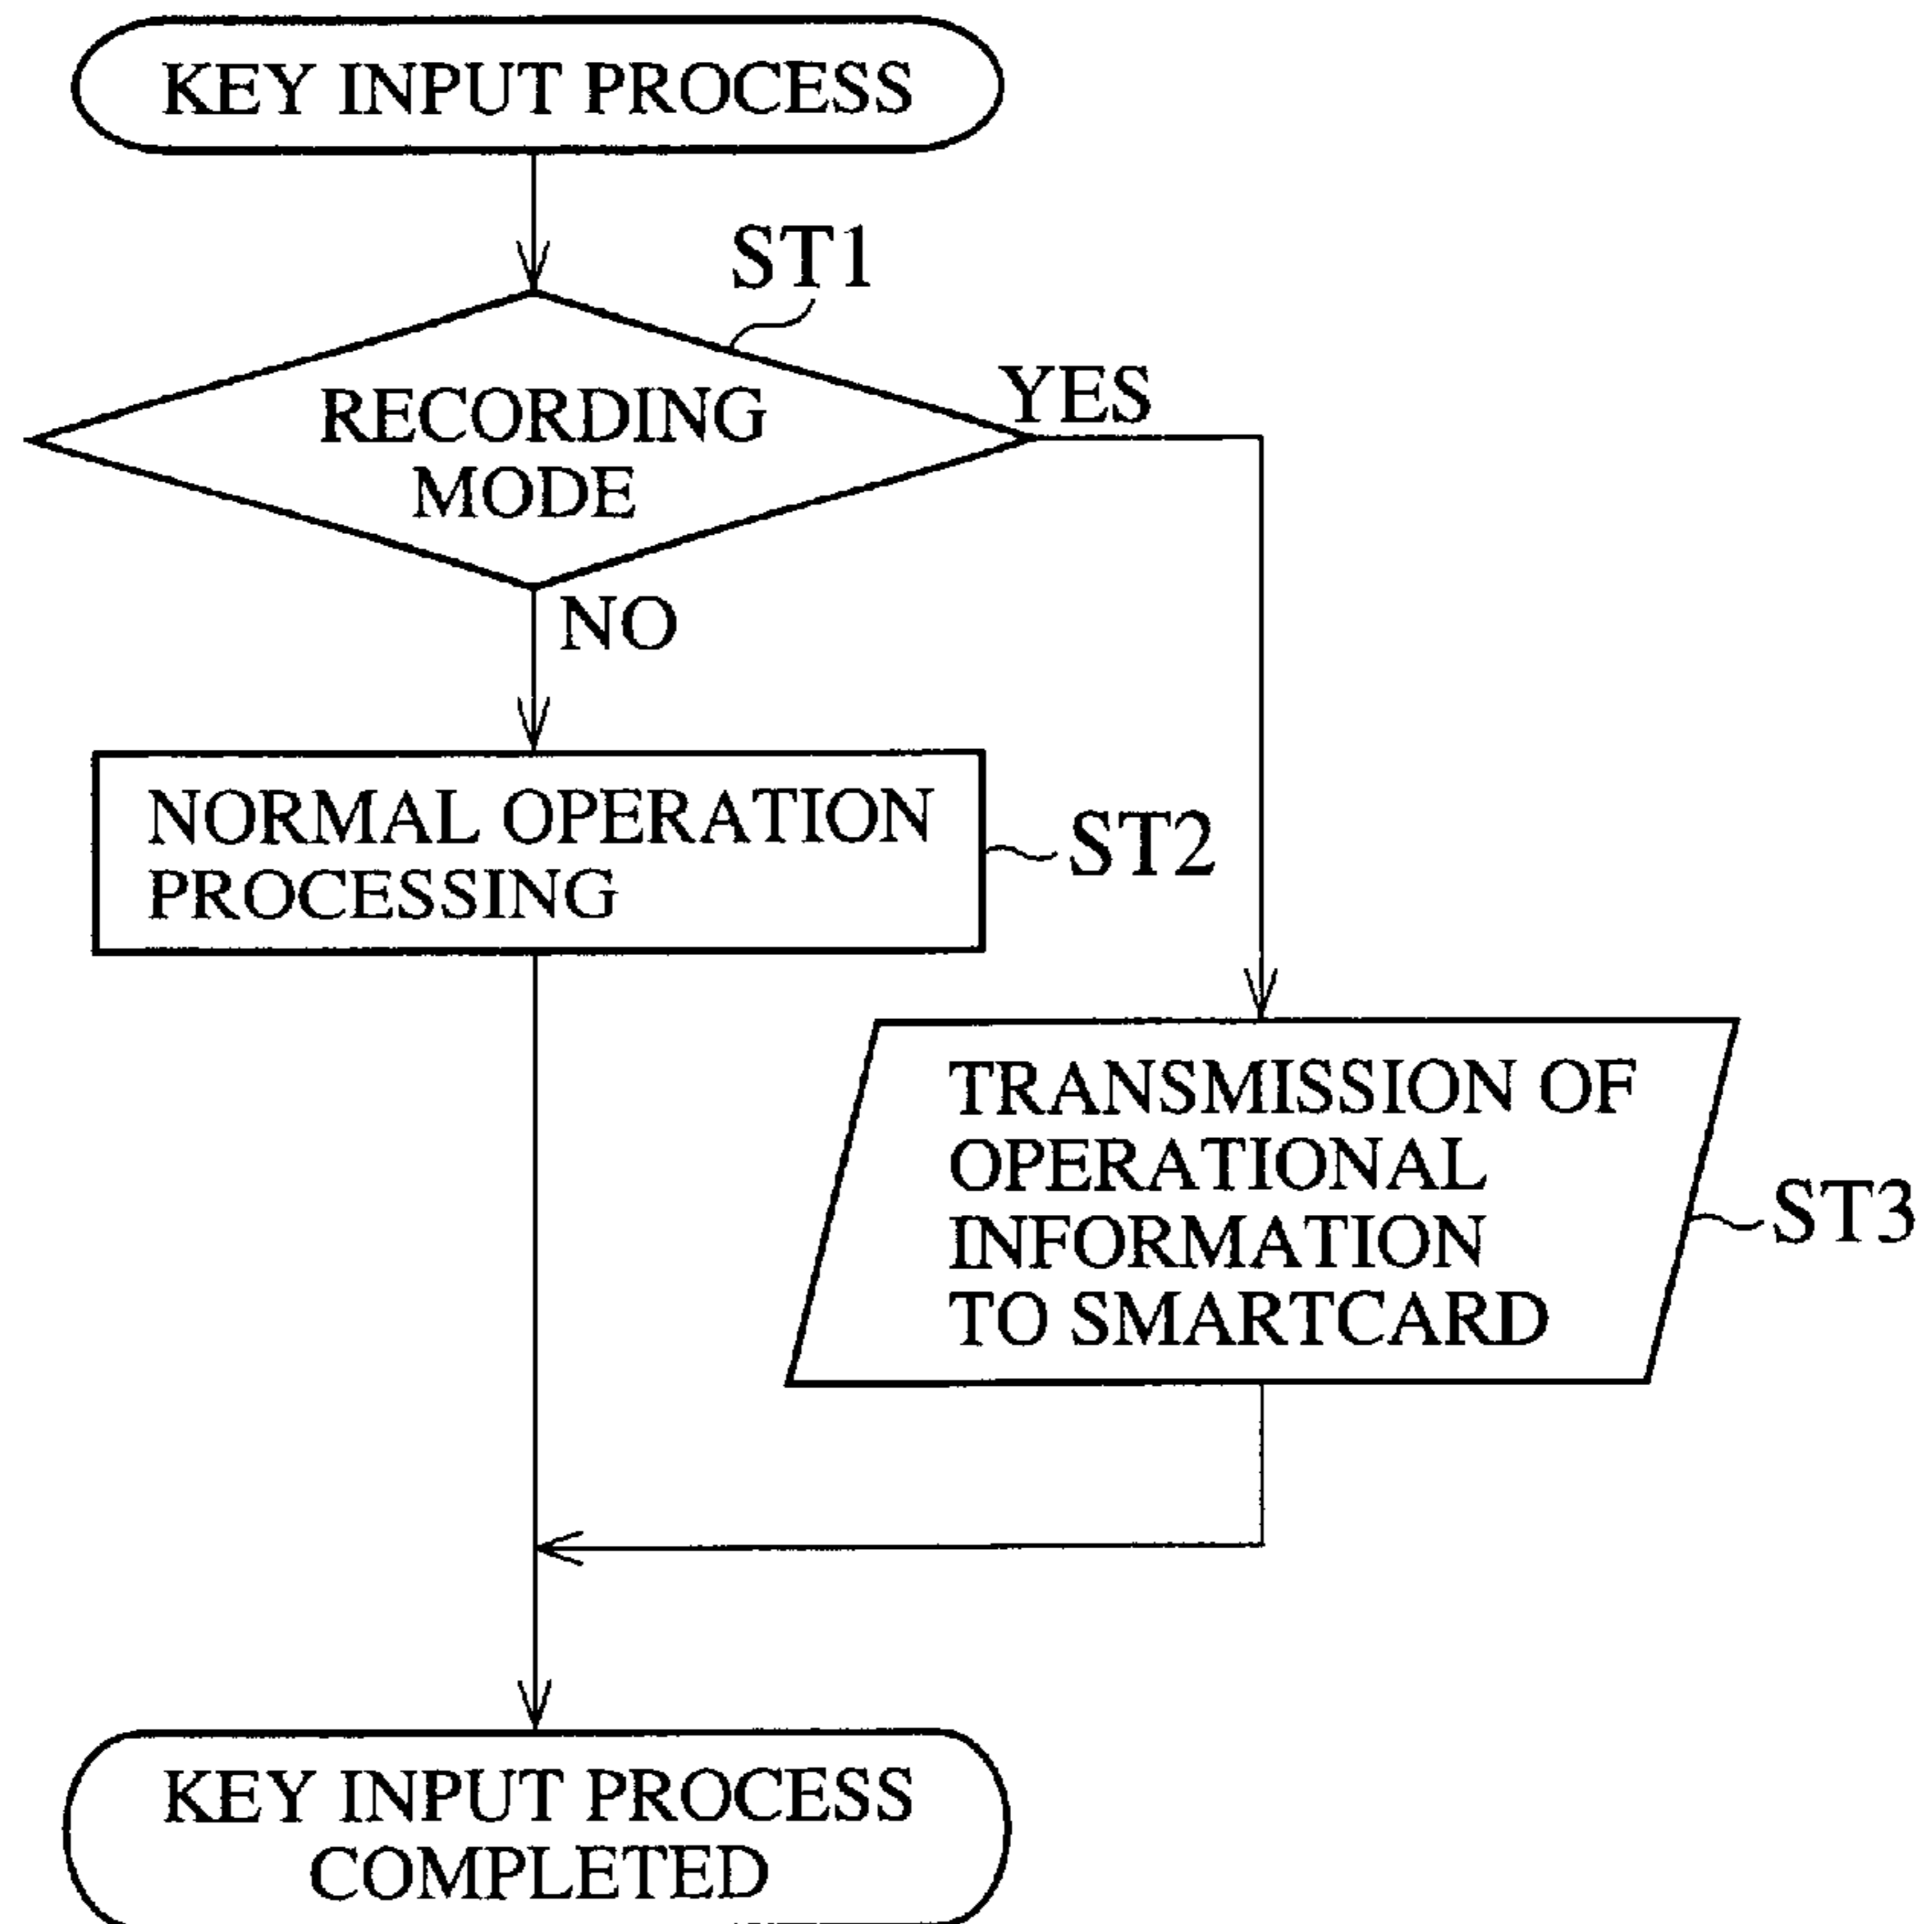 KEY INPUT PROCESS
ST1
RECORDING
MODE
YES
NO
NORMAL OPERATION
PROCESSING
ST2
TRANSMISSION OF
OPERATIONAL
INFORMATION
TO SMARTCARD
ST3
KEY INPUT PROCESS
COMPLETED